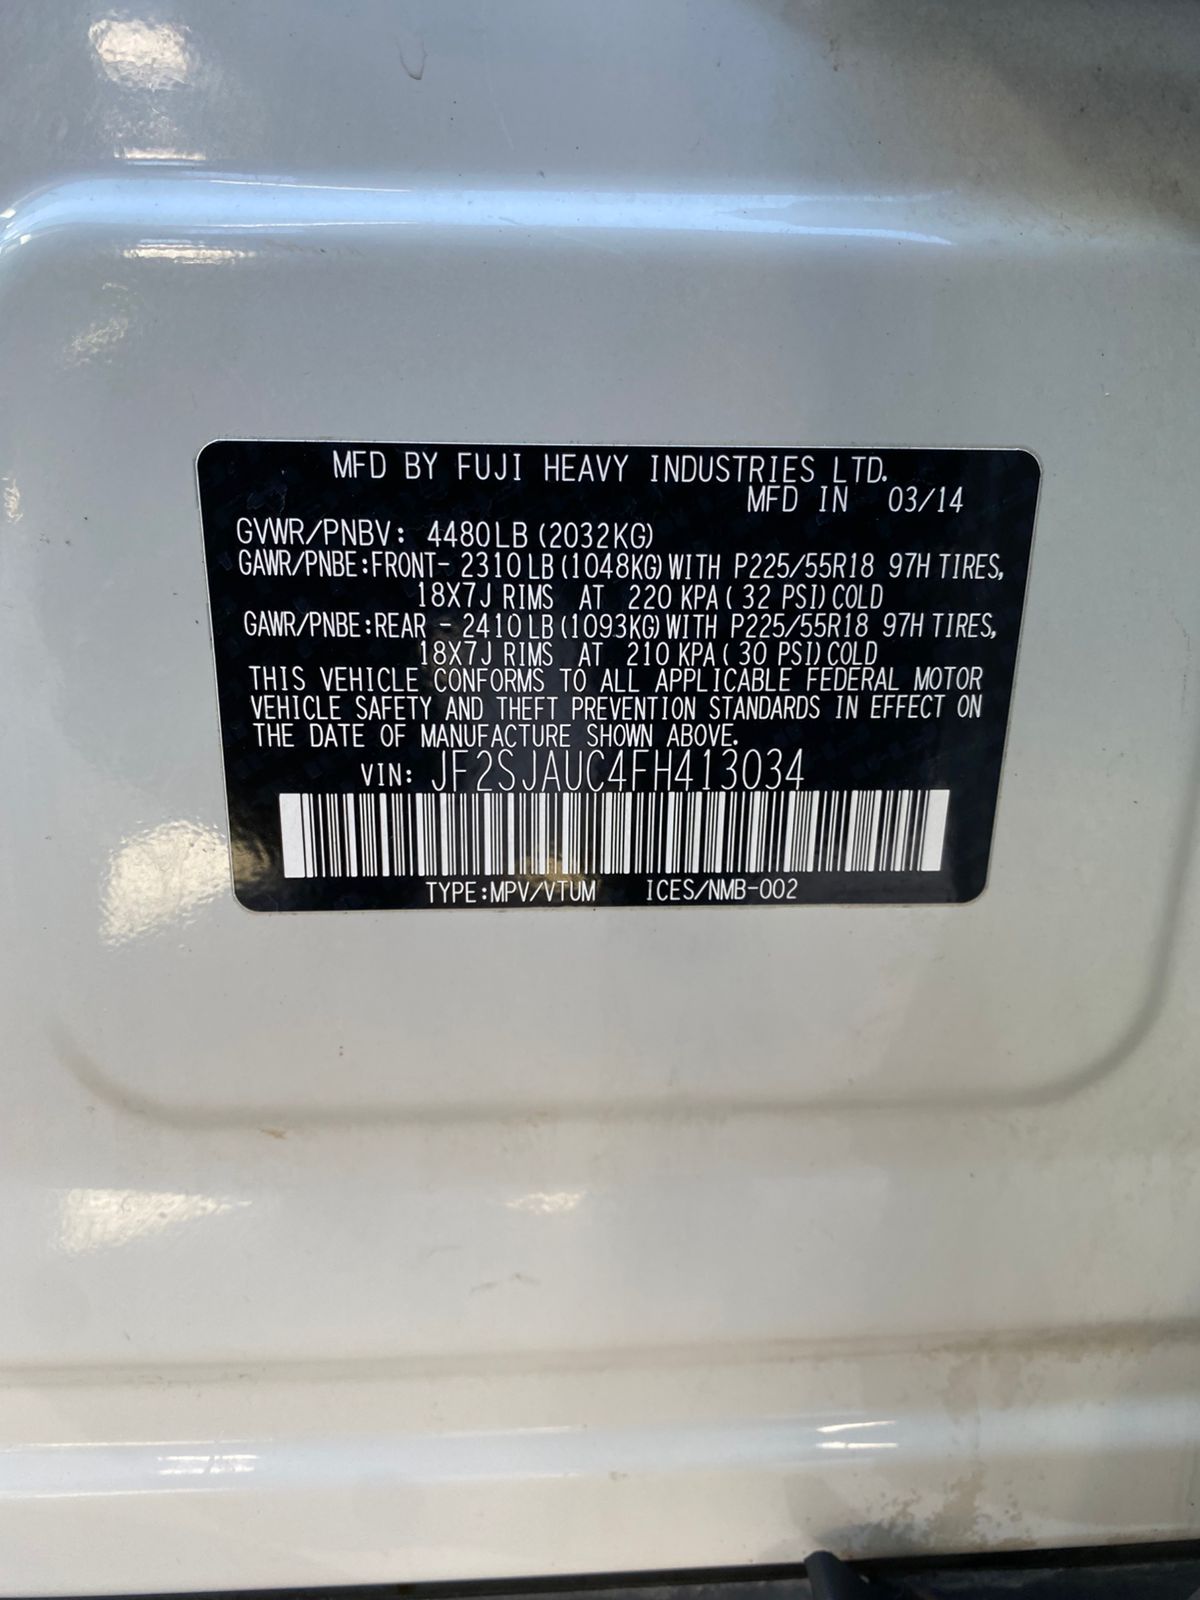 MFD BY FUJI HEAVY INDUSTRIES LTD.
MFD IN 03/14
GVWR/PNBV: 4480LB (2032KG)
GAWR/PNBE:FRONT- 2310 LB (1048KG) WITH P225/55R18 97H TIRES,
18X7J RIMS AT 220 KPA ( 32 PSI) COLD
GAWR/PNBE:REAR - 2410 LB (1093KG) WITH P225/55R18 97H TIRES,
18X7J RIMS AT 210 KPA ( 30 PSI) COLD
THIS VEHICLE CONFORMS TO ALL APPLICABLE FEDERAL MOTOR
VEHICLE SAFETY AND THEFT PREVENTION STANDARDS IN EFFECT ON
THE DATE OF MANUFACTURE SHOWN ABOVE.
VIN: JF2SJAUC4FH413034
TYPE:MPV/VTUM ICES/NMB-002